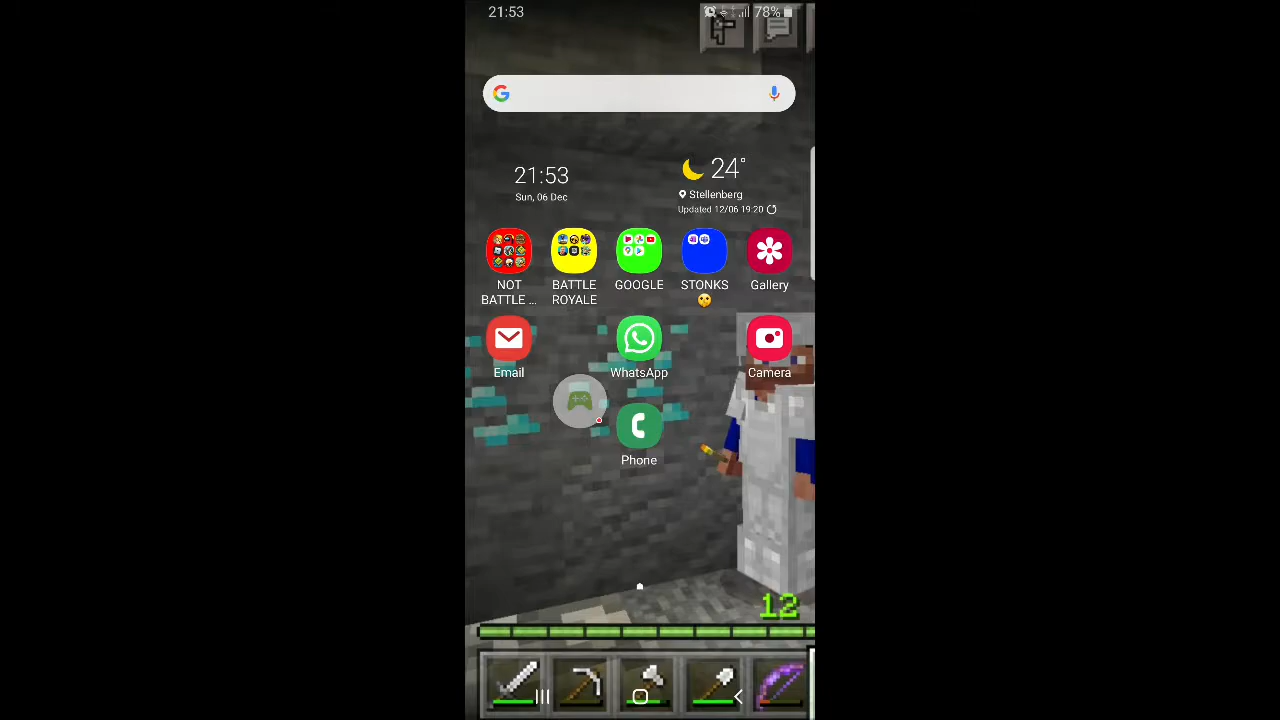 21:53
78%
21:53
Sun, 06 Dec
24°
Stellenberg
Updated 12/06 19:20
NOT BATTLE ...
BATTLE ROYALE
GOOGLE
STONKS 🤫
Gallery
Email
WhatsApp
Camera
Phone
12